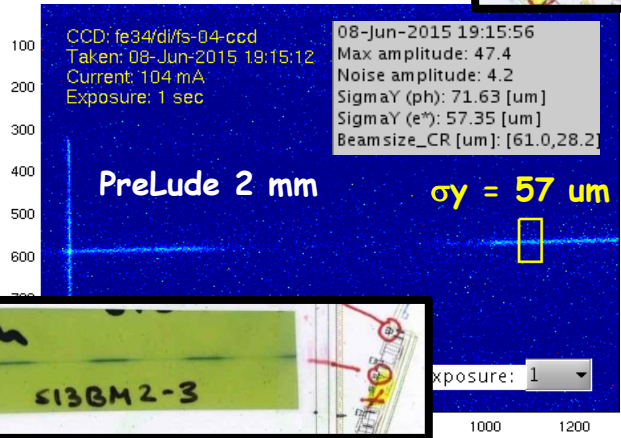 CCD: fe34/di/fs-04-ccd
Taken: 08-Jun-2015 19:15:12
Current: 104 mA
Exposure: 1 sec
08-Jun-2015 19:15:56
Max amplitude: 47.4
Noise amplitude: 4.2
SigmaY (ph): 71.63 [um]
SigmaY (e*): 57.35 [um]
Beamsize_CR [um]: [61.0,28.2]
100
200
300
400
500
600
PreLude 2 mm
σy = 57 um
S13BM2-3
xposure: 1
1000
1200